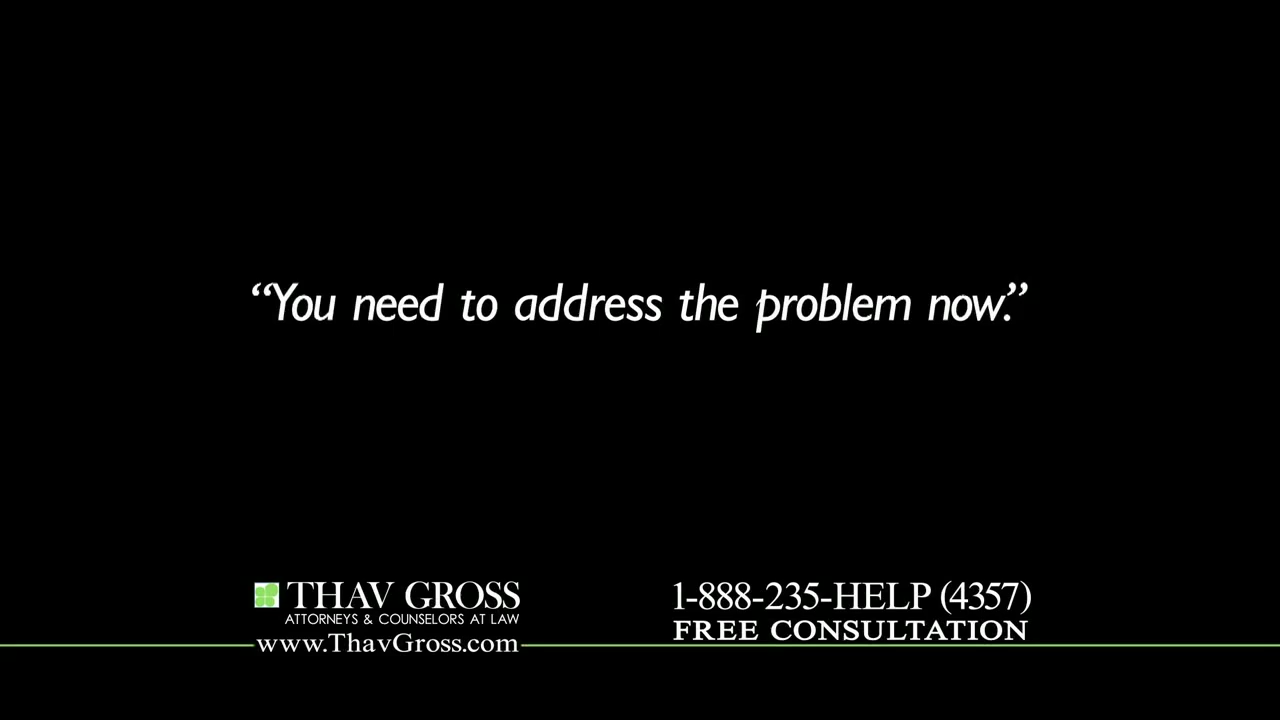 “You need to address the problem now.”
THAV GROSS
ATTORNEYS & COUNSELORS AT LAW
www.ThavGross.com
1-888-235-HELP (4357)
FREE CONSULTATION